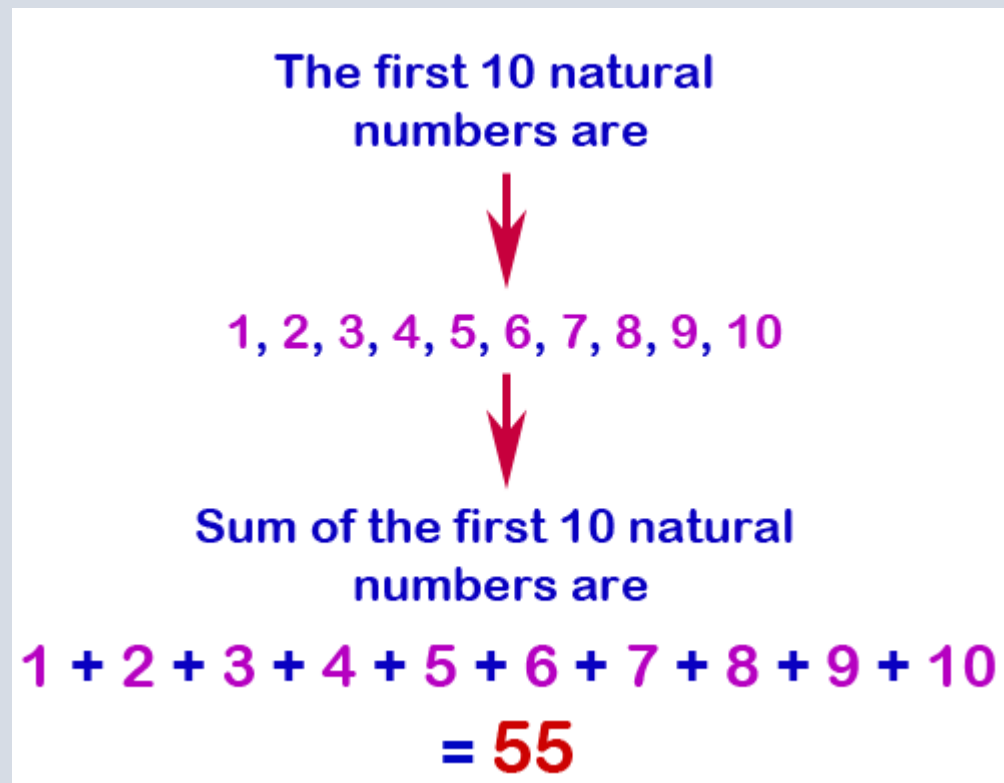 The first 10 natural
numbers are
1, 2, 3, 4, 5, 6, 7, 8, 9, 10
Sum of the first 10 natural
numbers are
1 + 2 + 3 + 4 + 5 + 6 + 7 + 8 + 9 + 10
= 55